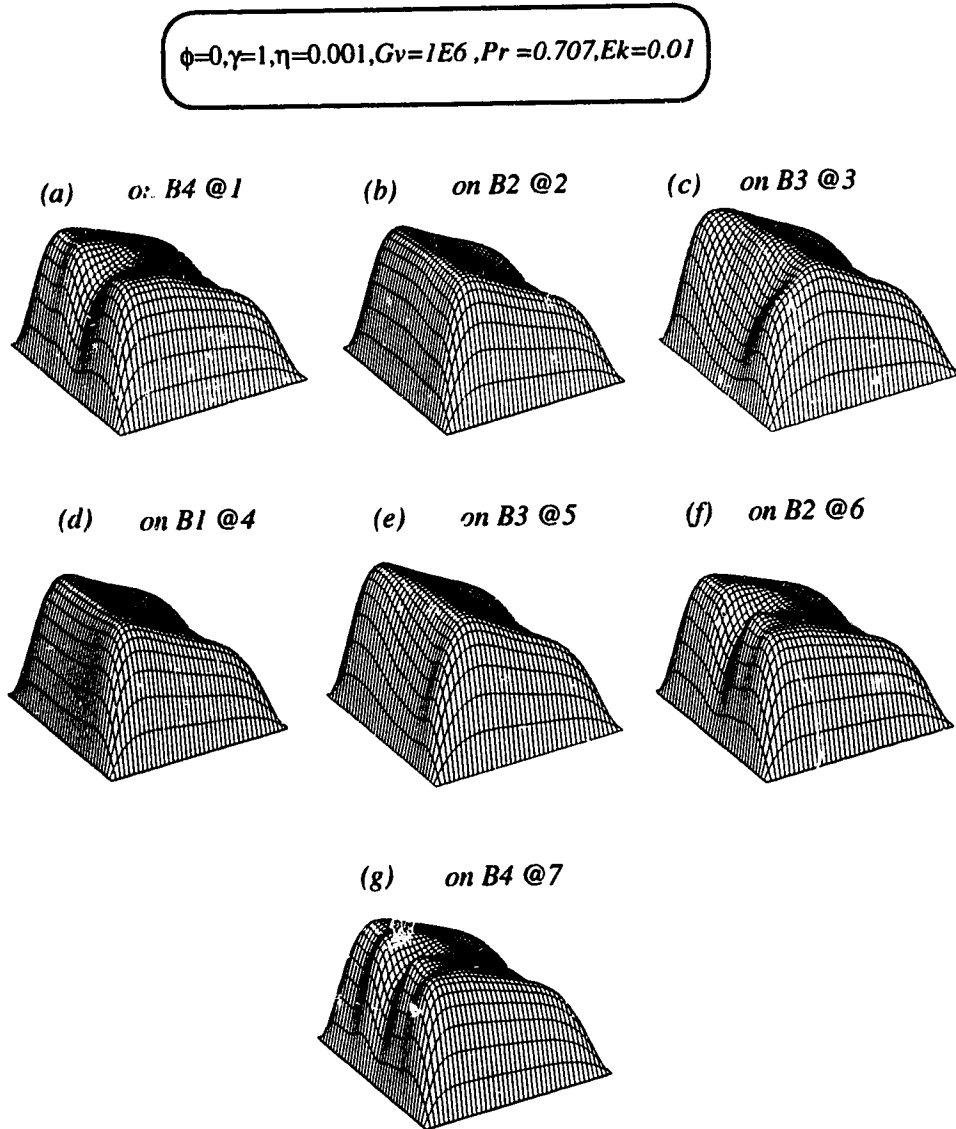 ϕ=0,γ=1,η=0.001,Gv=1E6 ,Pr =0.707,Ek=0.01
(a) B4 @1
(b) on B2 @2
(c) on B3 @3
(d) on B1 @4
(e) on B3 @5
(f) on B2 @6
(g) on B4 @7